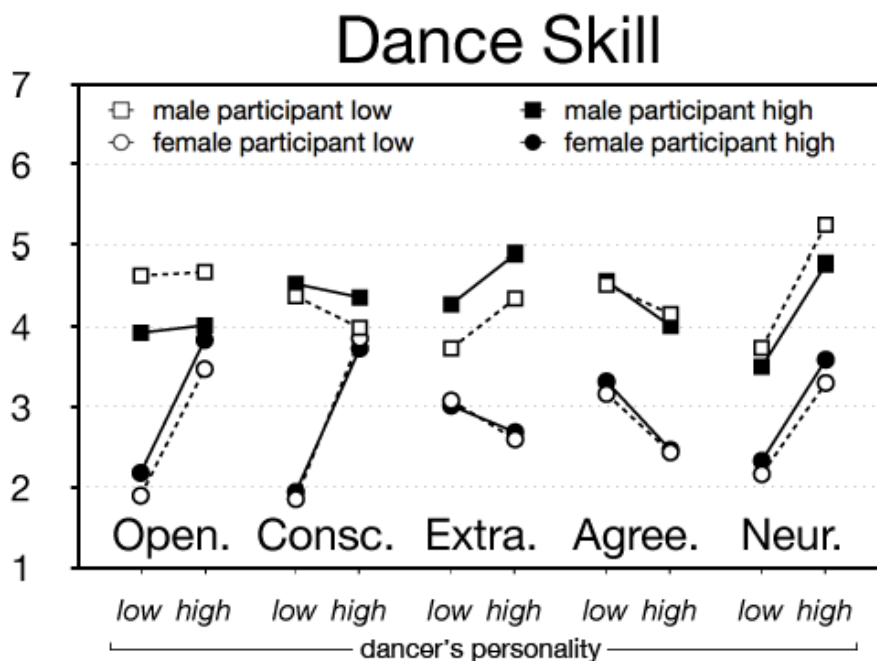 Dance Skill
7
male participant low male participant high
female participant low female participant high
6
5
4
3
2
Open. Consc. Extra. Agree. Neur.
1
low high low high low high low high low high
dancer's personality